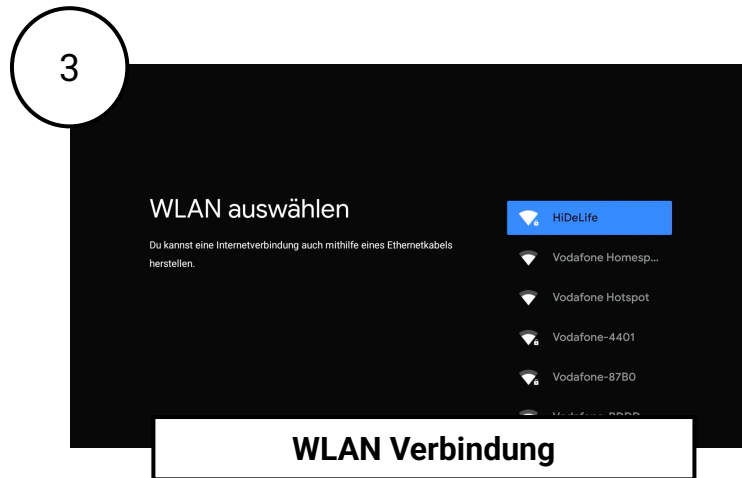 3
WLAN auswählen
Du kannst eine Internetverbindung auch mithilfe eines Ethernetkabels
herstellen.
HiDeLife
Vodafone Homesp...
Vodafone Hotspot
Vodafone-4401
Vodafone-87B0
WLAN Verbindung